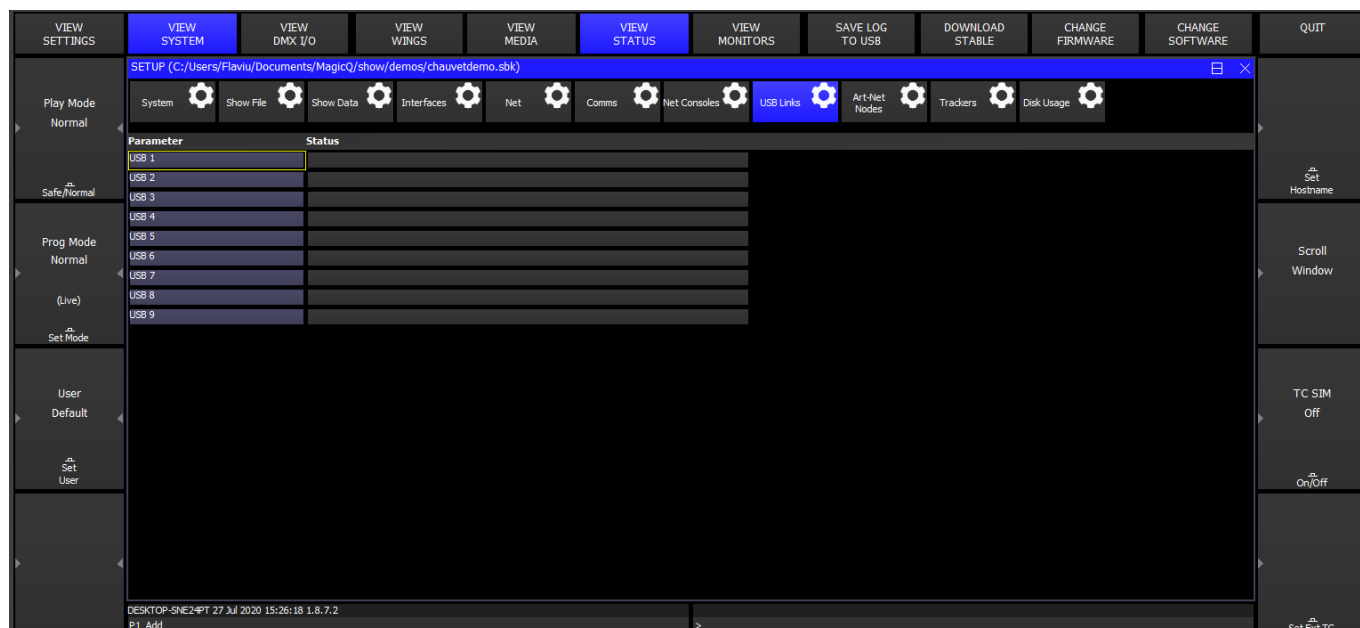 VIEW
SETTINGS
VIEW
SYSTEM
VIEW
DMX I/O
VIEW
WINGS
VIEW
MEDIA
VIEW
STATUS
VIEW
MONITORS
SAVE LOG
TO USB
DOWNLOAD
STABLE
CHANGE
FIRMWARE
CHANGE
SOFTWARE
QUIT
SETUP (C:/Users/Flaviu/Documents/MagicQ/show/demos/chauvetdemo.sbk)
System
Show File
Show Data
Interfaces
Net
Comms
Net Consoles
USB Links
Art-Net
Nodes
Trackers
Disk Usage
Play Mode
Normal
Safe/Normal
Prog Mode
Normal
(Live)
Set Mode
User
Default
Set
User
Parameter Status
USB 1
USB 2
USB 3
USB 4
USB 5
USB 6
USB 7
USB 8
USB 9
Set
Hostname
Scroll
Window
TC SIM
Off
On/Off
Set Ext TC
DESKTOP-SNE24PT 27 Jul 2020 15:26:18 1.8.7.2
P1 Add
>